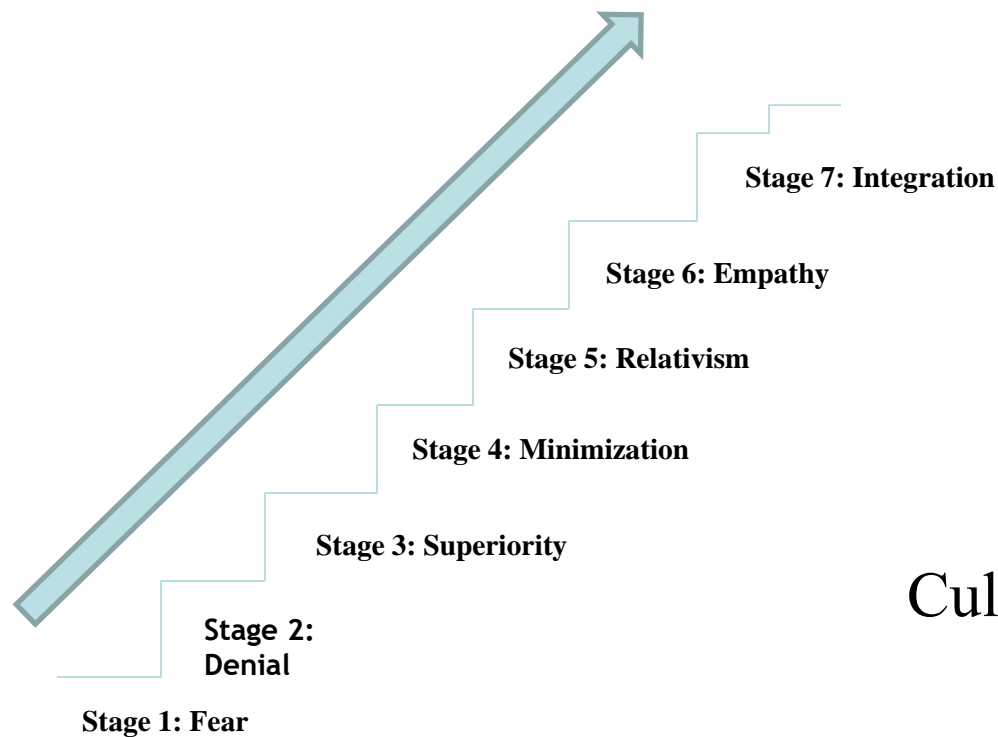 Stage 7: Integration
Stage 6: Empathy
Stage 5: Relativism
Stage 4: Minimization
Stage 3: Superiority
Cul
Stage 2:
Denial
Stage 1: Fear